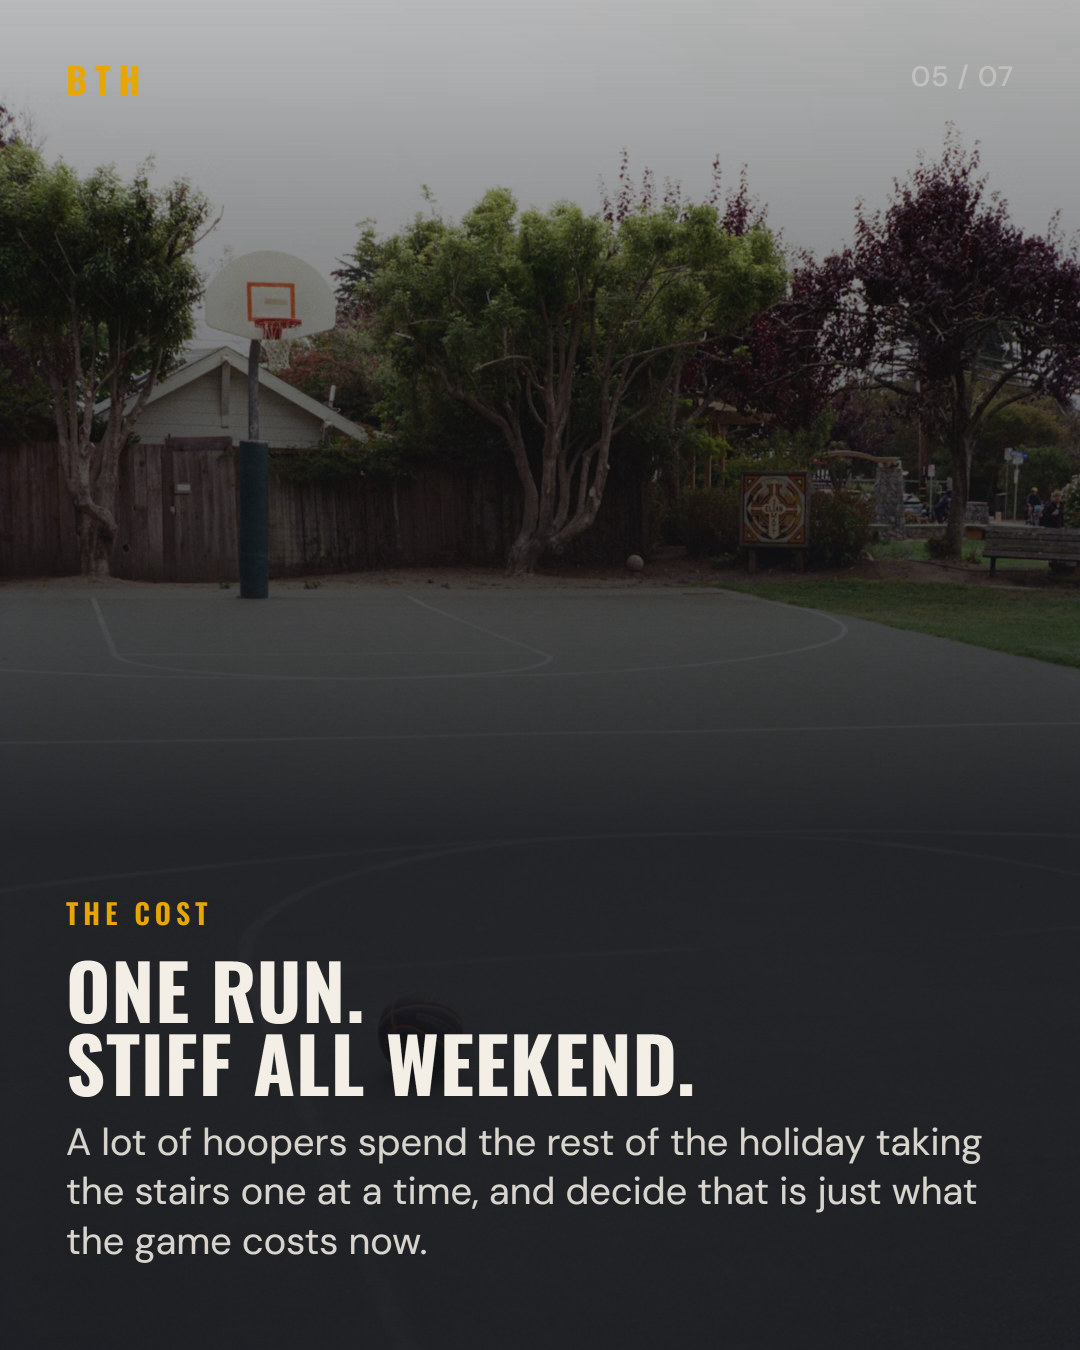 BTH
05 / 07
THE COST
ONE RUN.
STIFF ALL WEEKEND.
A lot of hoopers spend the rest of the holiday taking
the stairs one at a time, and decide that is just what
the game costs now.